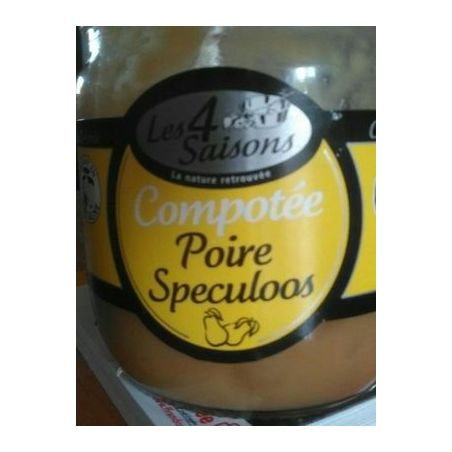 Les 4
Saisons
La nature retrouvée
Compotée
Poire
Speculoos